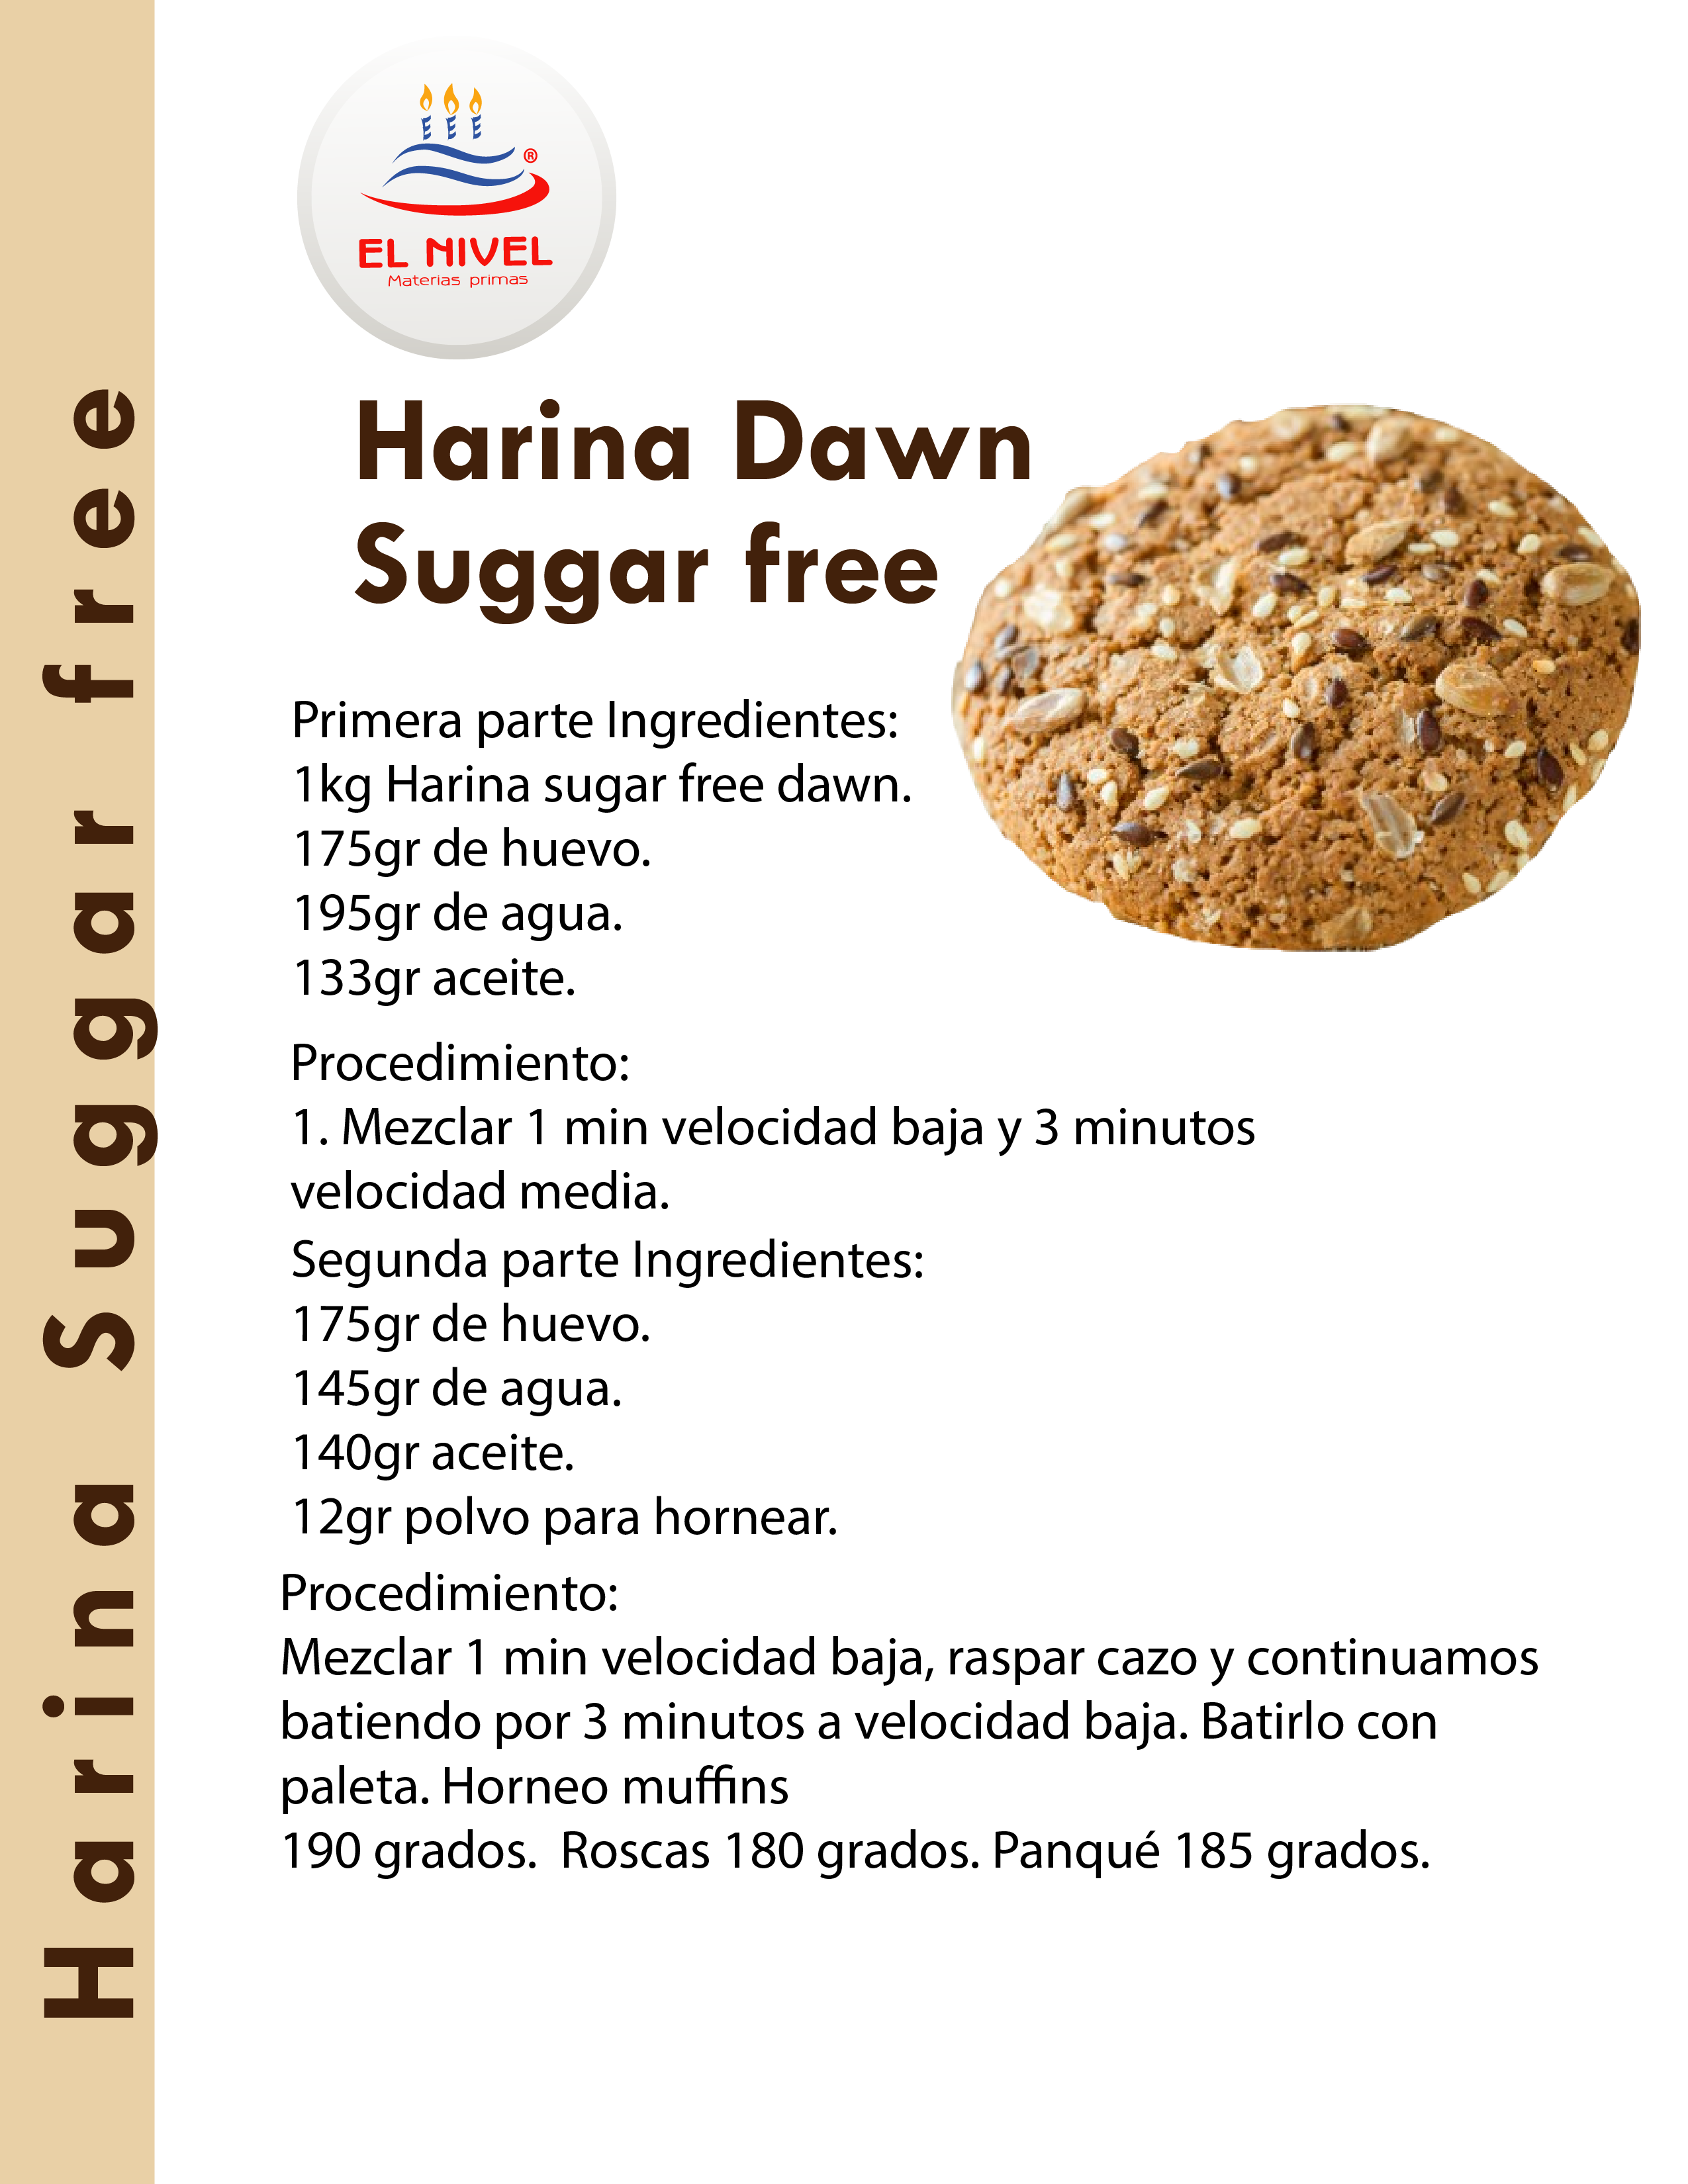 Harina Suggar free
®
EL NIVEL
Materias primas
Harina Dawn
Suggar free
Primera parte Ingredientes:
1kg Harina sugar free dawn.
175gr de huevo.
195gr de agua.
133gr aceite.
Procedimiento:
1. Mezclar 1 min velocidad baja y 3 minutos
velocidad media.
Segunda parte Ingredientes:
175gr de huevo.
145gr de agua.
140gr aceite.
12gr polvo para hornear.
Procedimiento:
Mezclar 1 min velocidad baja, raspar cazo y continuamos
batiendo por 3 minutos a velocidad baja. Batirlo con
paleta. Horneo muffins
190 grados.  Roscas 180 grados. Panqué 185 grados.